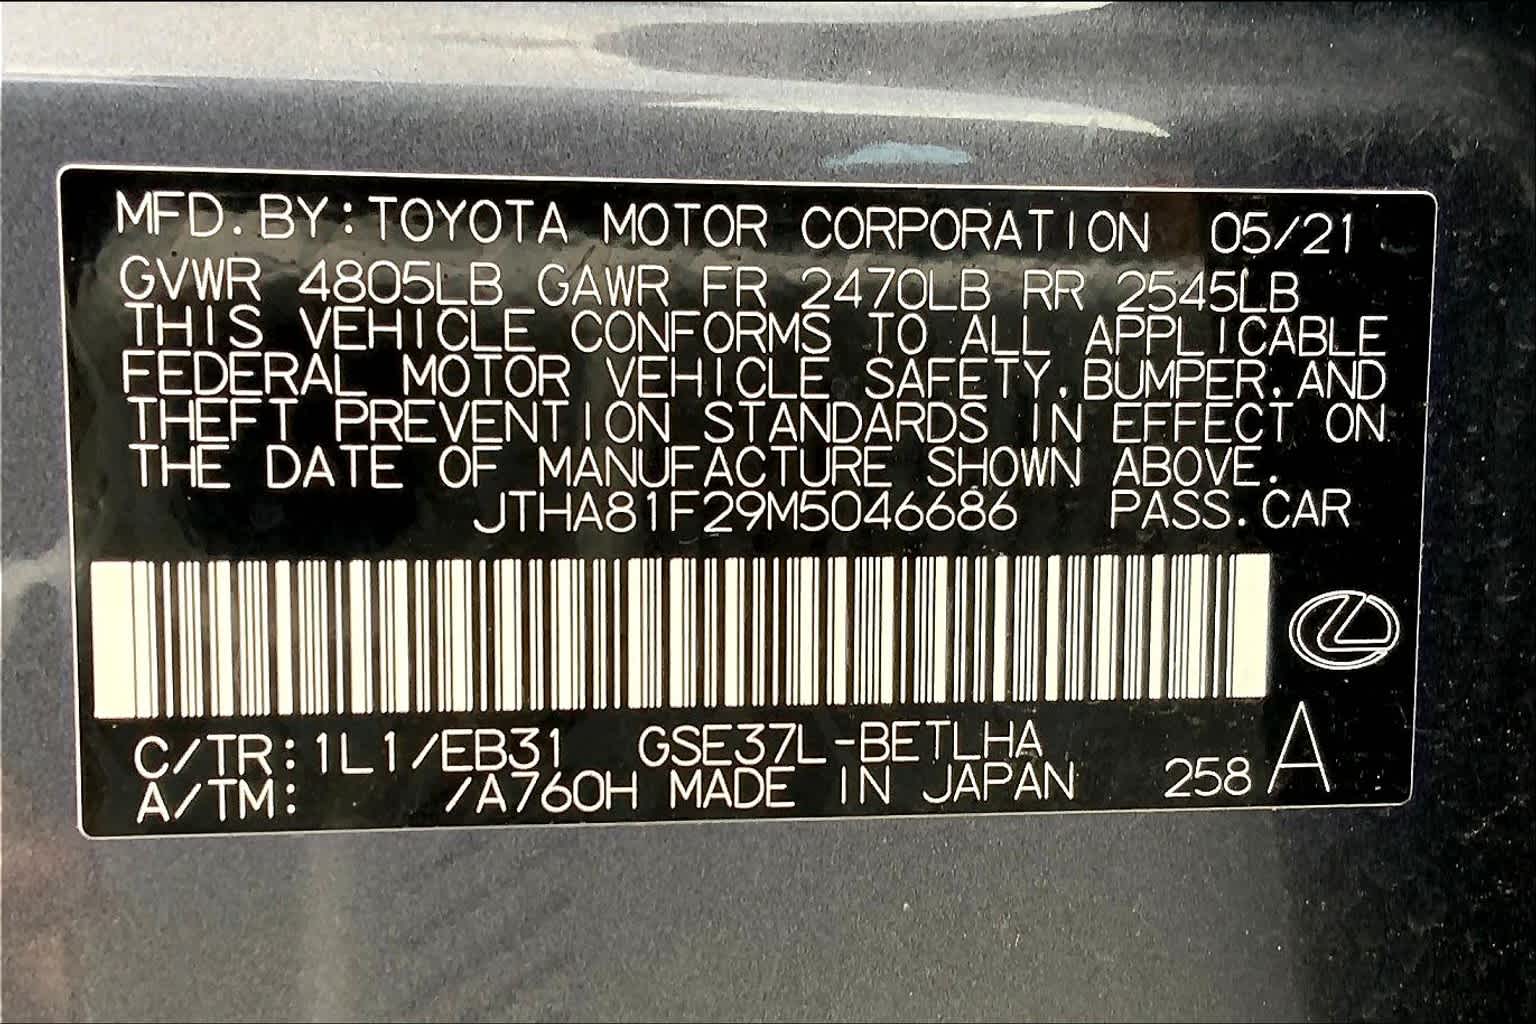 MFD. BY: TOYOTA MOTOR CORPORATION 05/21
GVWR 4805LB GAWR FR 2470LB RR 2545LB
THIS VEHICLE CONFORMS TO ALL APPLICABLE
FEDERAL MOTOR VEHICLE SAFETY, BUMPER, AND
THEFT PREVENTION STANDARDS IN EFFECT ON
THE DATE OF MANUFACTURE SHOWN ABOVE.
JTHA81F29M5046686 PASS. CAR
C/TR: 1L1/EB31 GSE37L-BETLHA
A/TM: /A760H MADE IN JAPAN 258 A